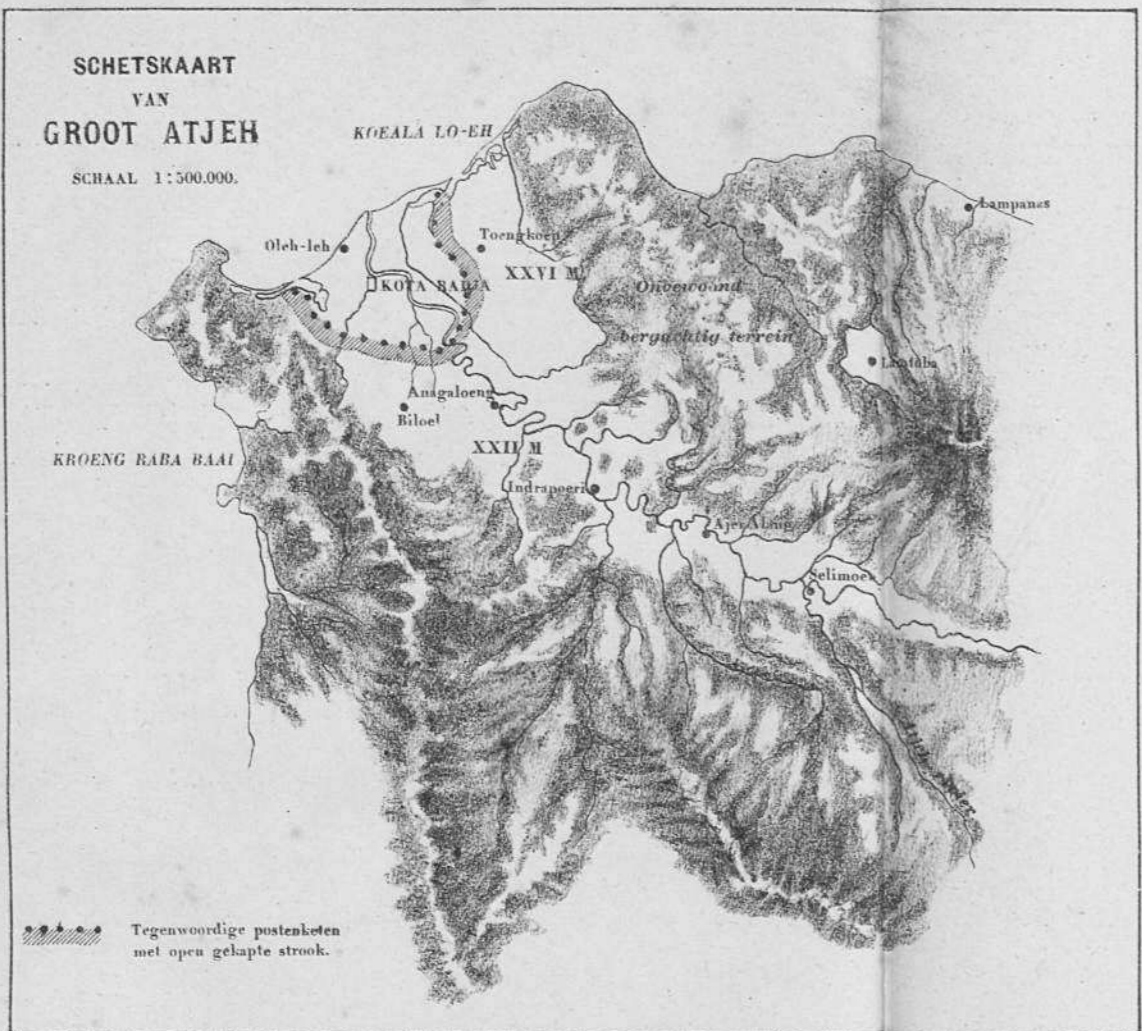 SCHETSKAART
VAN
GROOT ATJEH
SCHAAL 1:500.000.
KOEALA LO-EH
Lampanas
Oleh-leh
Toengkoep
XXVI M
KOTA RADJA
Onbewoond
bergachtig terrein
Anagaloeng
Biloel
XXII M
KROENG RABA BAAI
Indrapoeri
Selimoen
Tegenwoordige postenketen
met open gekapte strook.